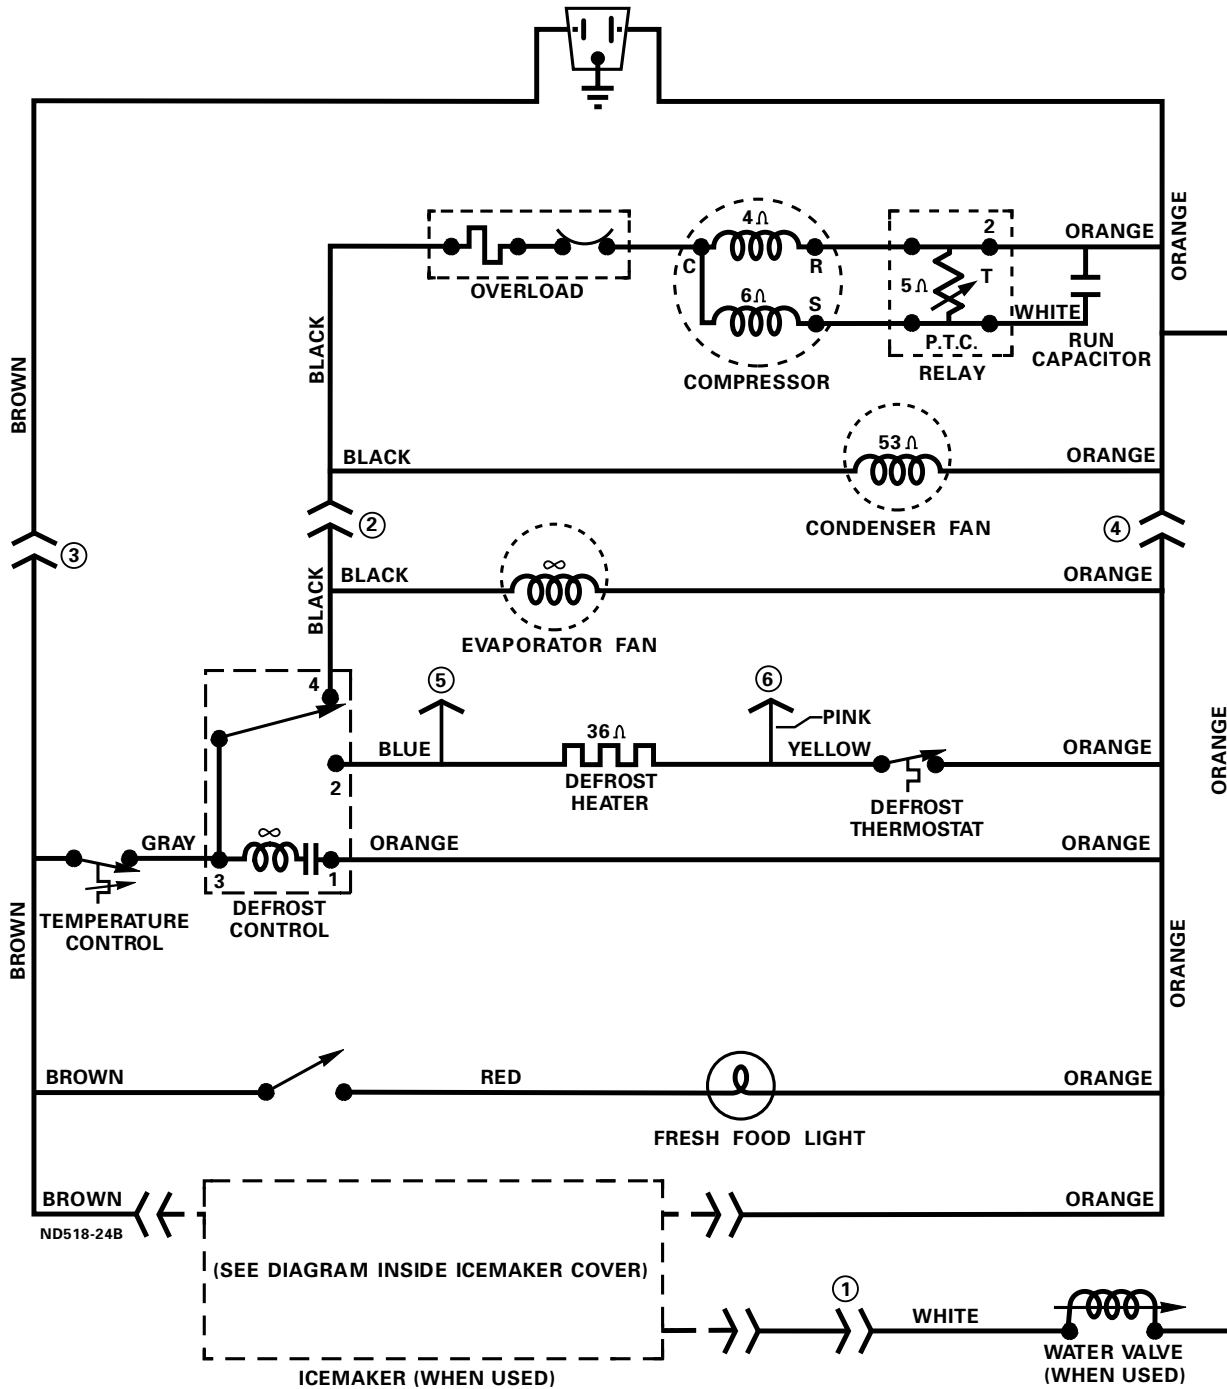 4Ω
2
ORANGE
ORANGE
C
R
OVERLOAD
5Ω
T
6Ω
S
WHITE
P.T.C.
RUN
CAPACITOR
RELAY
COMPRESSOR
BLACK
BROWN
BLACK
53Ω
ORANGE
CONDENSER FAN
2
4
3
BLACK
∞
ORANGE
BLACK
EVAPORATOR FAN
4
5
6
PINK
BLUE
36Ω
YELLOW
ORANGE
ORANGE
2
DEFROST
HEATER
DEFROST
THERMOSTAT
GRAY
∞
ORANGE
ORANGE
3
1
TEMPERATURE
CONTROL
DEFROST
CONTROL
BROWN
ORANGE
BROWN
RED
ORANGE
FRESH FOOD LIGHT
BROWN
ORANGE
ND518-24B
(SEE DIAGRAM INSIDE ICEMAKER COVER)
1
WHITE
WATER VALVE
(WHEN USED)
ICEMAKER (WHEN USED)